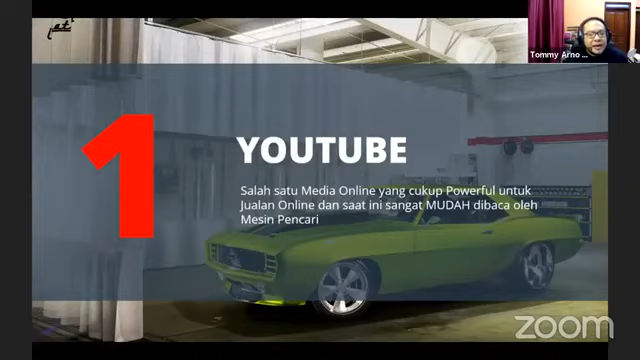 Tommy Arno ...
1
YOUTUBE
Salah satu Media Online yang cukup Powerful untuk
Jualan Online dan saat ini sangat MUDAH dibaca oleh
Mesin Pencari
zoom